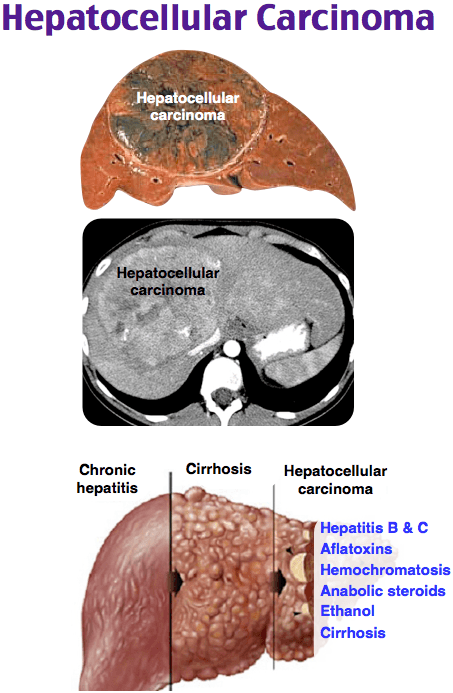 Hepatocellular Carcinoma
Hepatocellular
carcinoma
Hepatocellular
carcinoma
Chronic
hepatitis
Cirrhosis
Hepatocellular
carcinoma
Hepatitis B & C
Aflatoxins
Hemochromatosis
Anabolic steroids
Ethanol
Cirrhosis